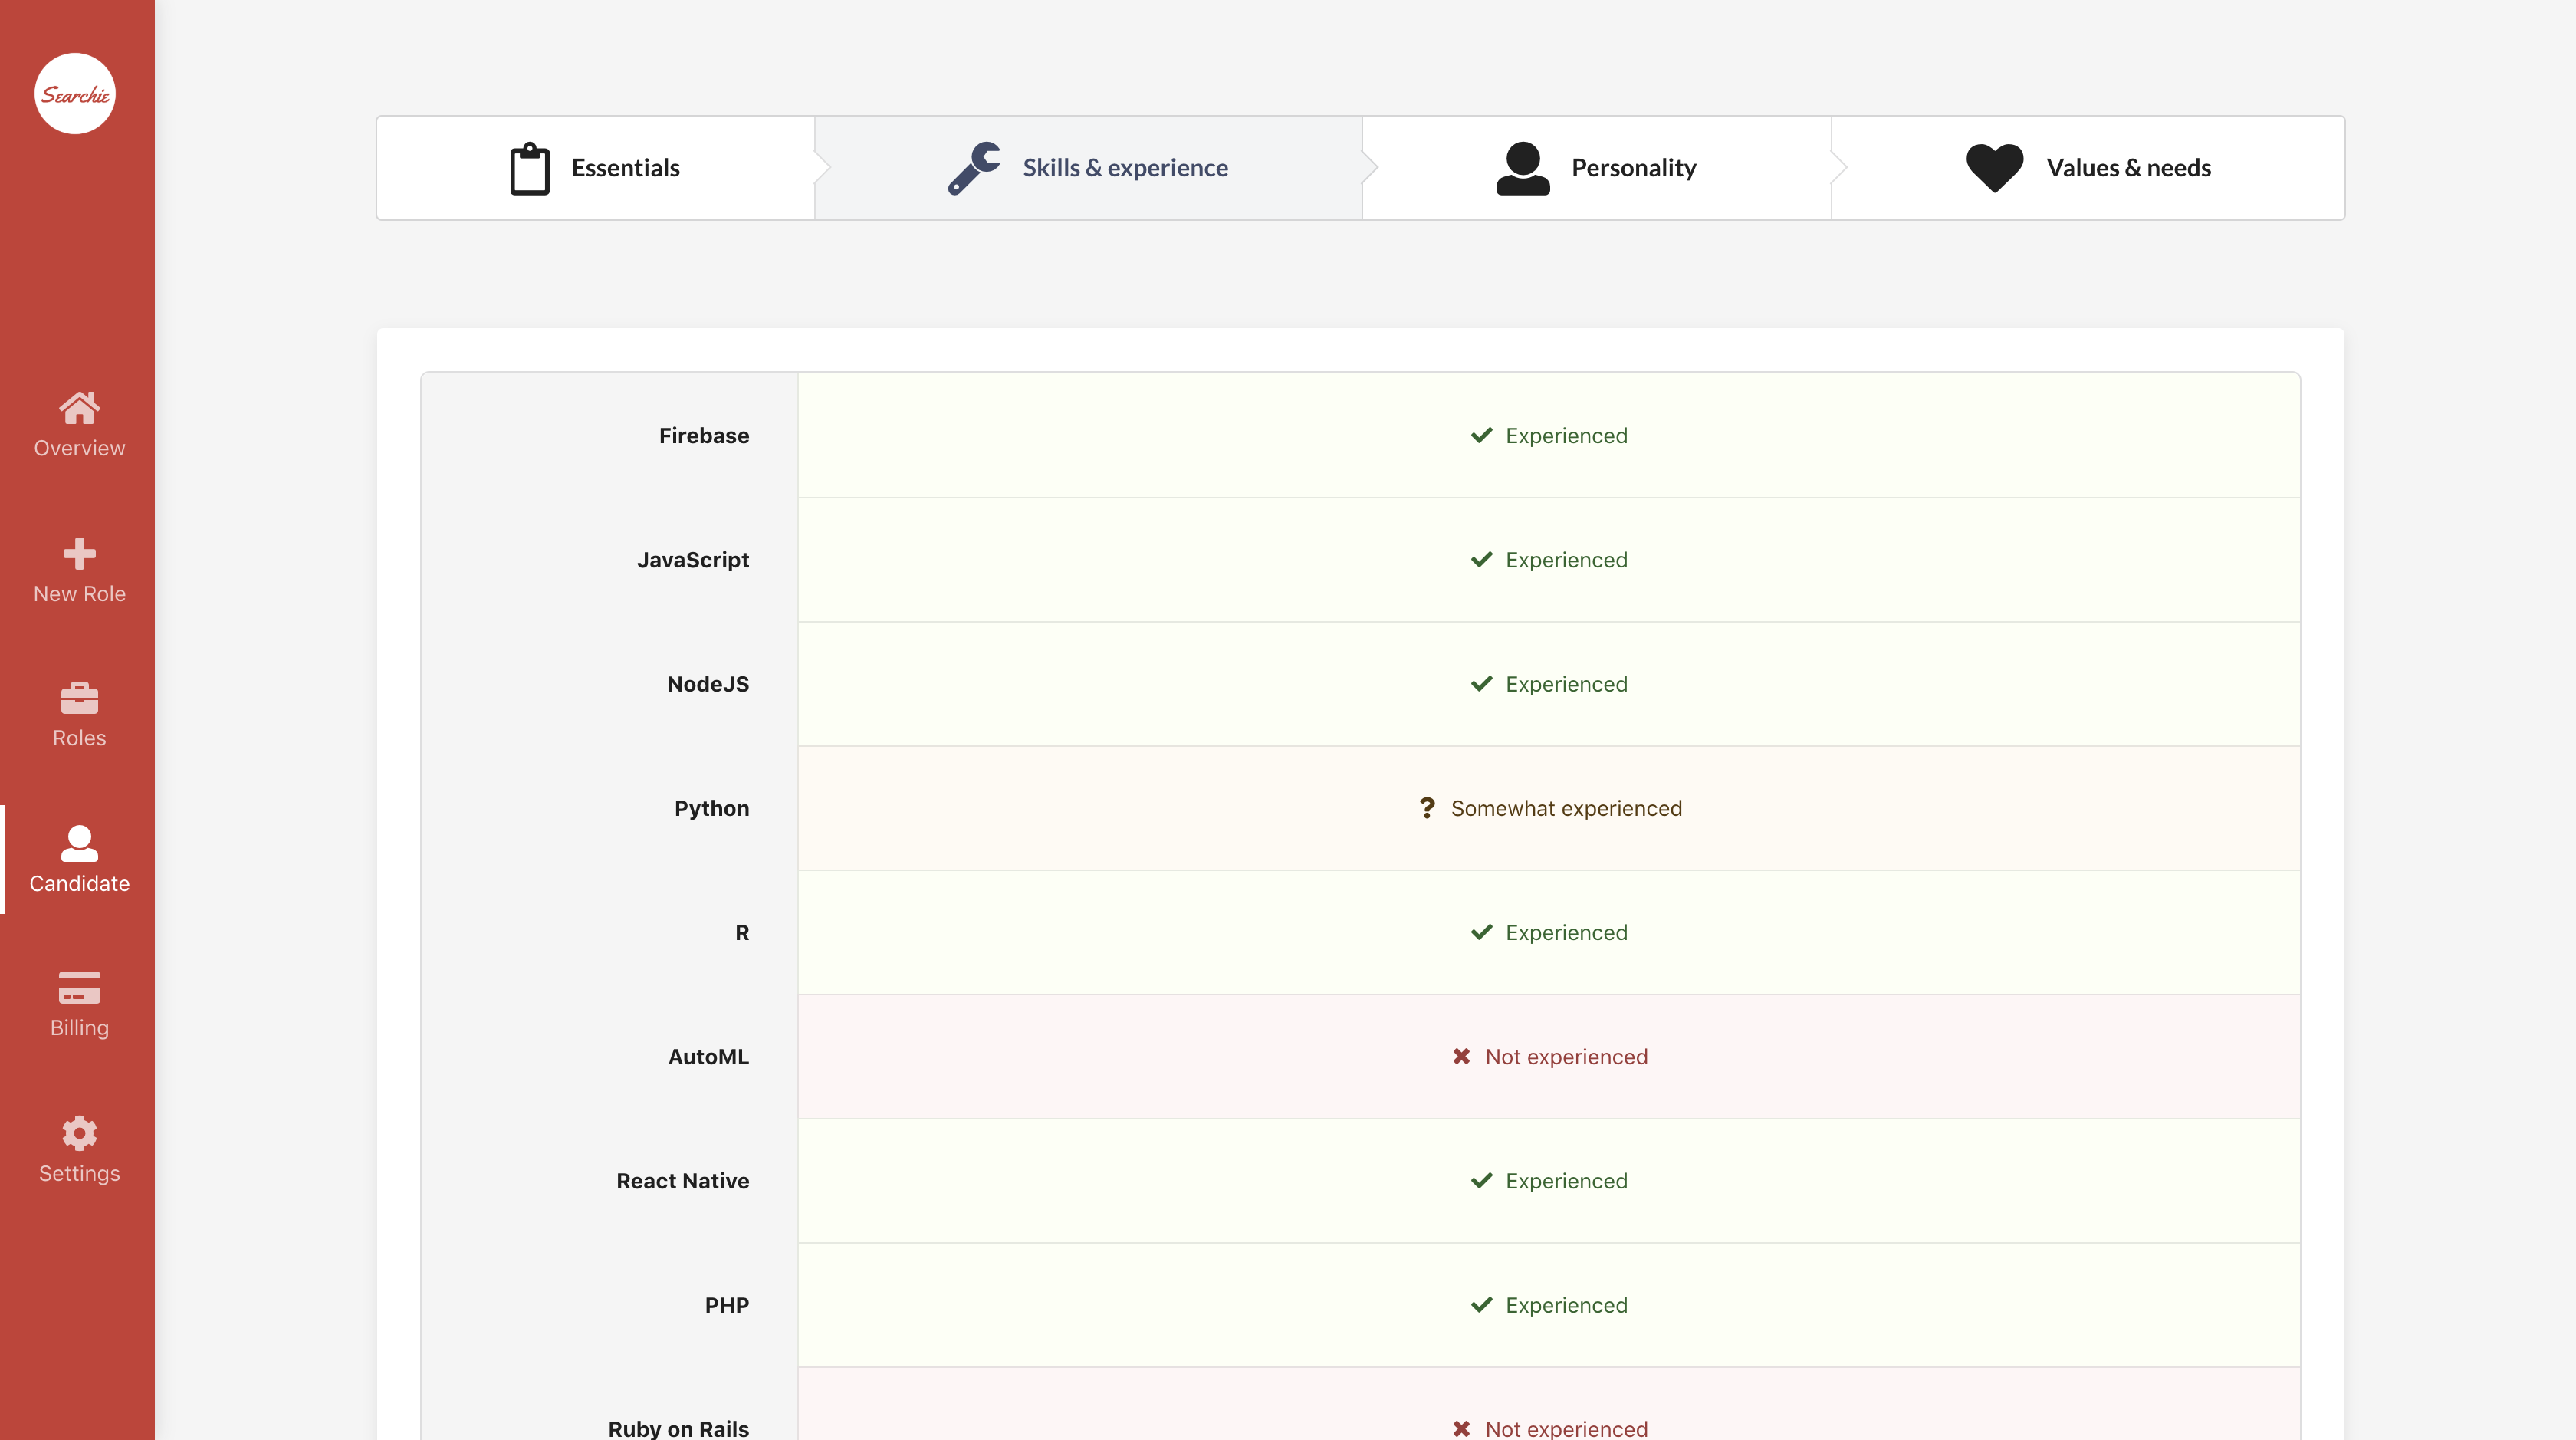 Searchie
Overview
New Role
Roles
Candidate
Billing
Settings
Essentials
Skills & experience
Personality
Values & needs
Firebase Experienced
JavaScript Experienced
NodeJS Experienced
Python Somewhat experienced
R Experienced
AutoML Not experienced
React Native Experienced
PHP Experienced
Ruby on Rails Not experienced